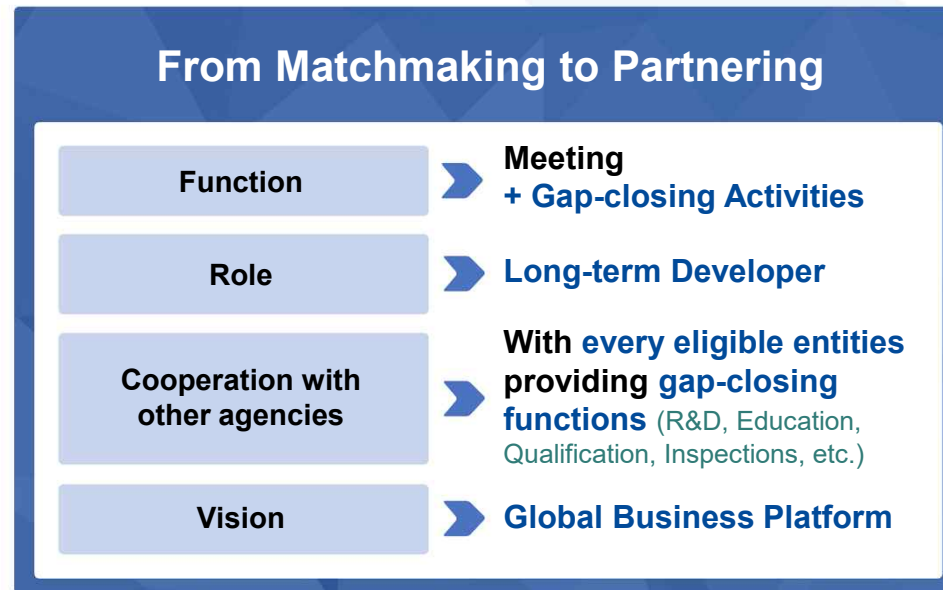 From Matchmaking to Partnering
Function
Meeting
+ Gap-closing Activities
Role
Long-term Developer
Cooperation with
other agencies
With every eligible entities
providing gap-closing
functions (R&D, Education,
Qualification, Inspections, etc.)
Vision
Global Business Platform